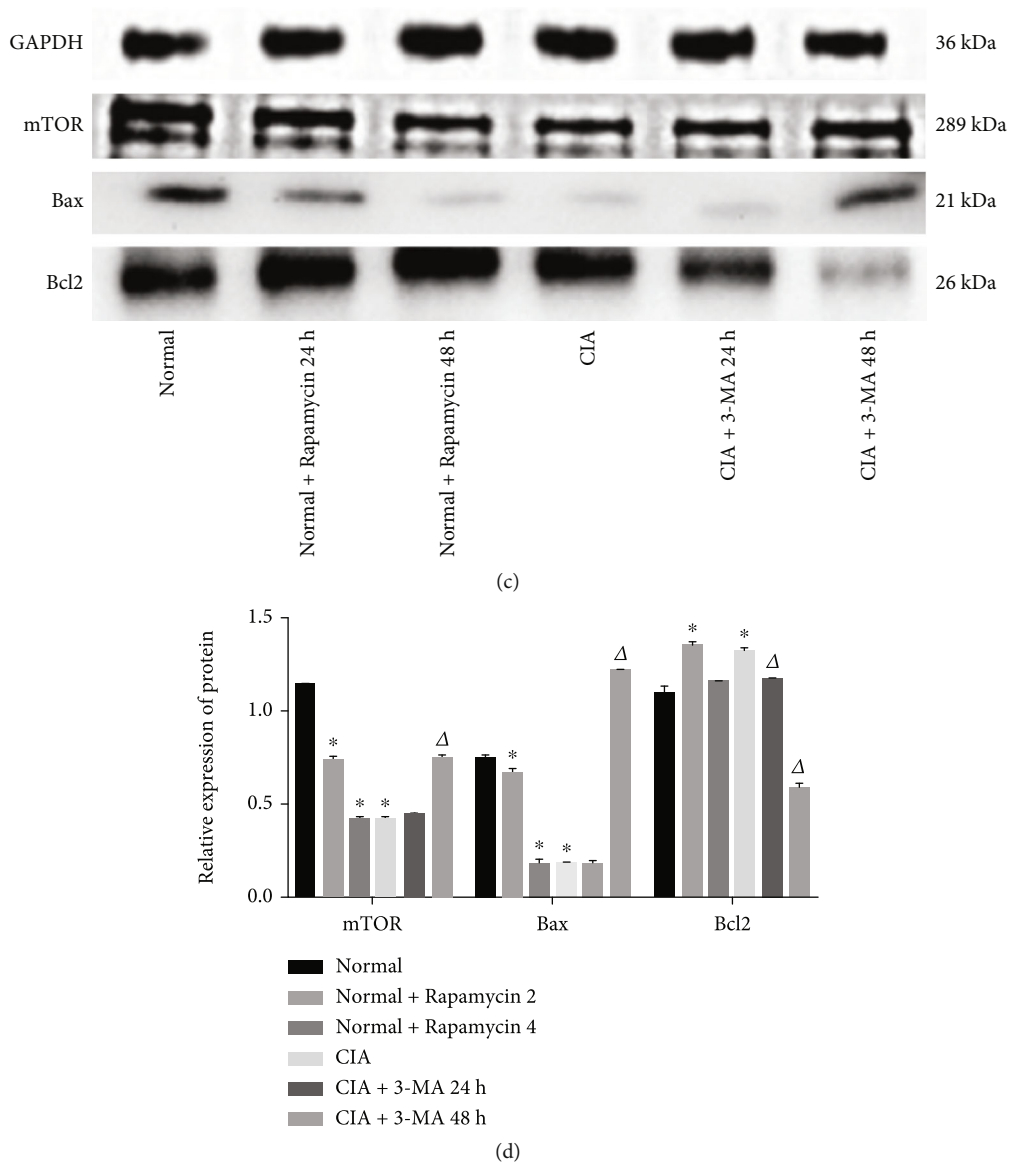 GAPDH 36 kDa
mTOR 289 kDa
Bax 21 kDa
Bcl2 26 kDa
Normal
Normal + Rapamycin 24 h
Normal + Rapamycin 48 h
CIA
CIA + 3-MA 24 h
CIA + 3-MA 48 h
(c)
Relative expression of protein
1.5
1.0
0.5
0.0
* * * Δ
* * * Δ
* * Δ Δ
mTOR Bax Bcl2
Normal
Normal + Rapamycin 2
Normal + Rapamycin 4
CIA
CIA + 3-MA 24 h
CIA + 3-MA 48 h
(d)